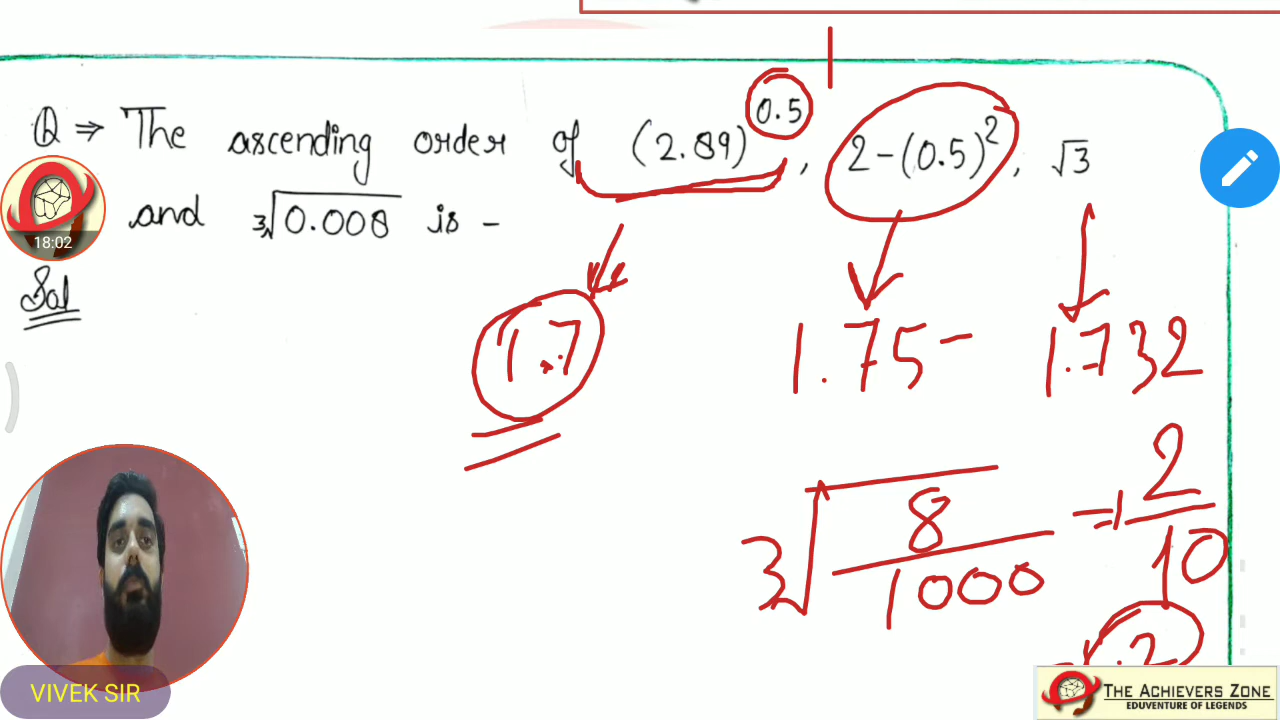 Q ⇒ The ascending order of (2.89)^0.5, 2-(0.5)^2, √3
and ∛0.008 is -
18:02
Sol
1.7
1.75-
1.732
∛(8/1000) = 2/10
.2
VIVEK SIR
THE ACHIEVERS ZONE
EDUVENTURE OF LEGENDS